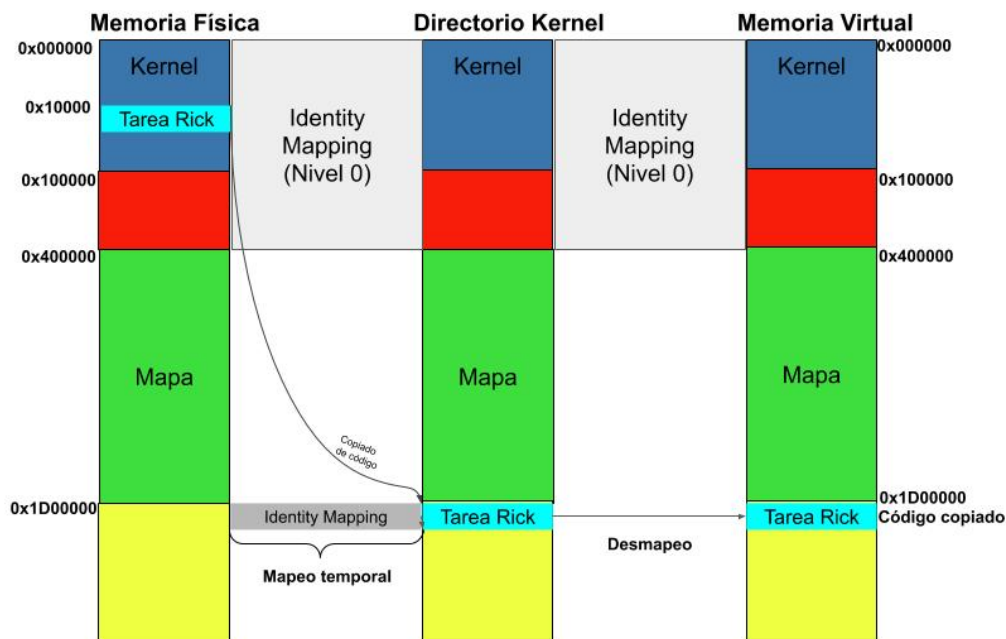 Memoria Física
Directorio Kernel
Memoria Virtual
0x000000
0x000000
Kernel
Kernel
Kernel
0x10000
Tarea Rick
Identity
Mapping
(Nivel 0)
Identity
Mapping
(Nivel 0)
0x100000
0x100000
0x400000
0x400000
Mapa
Mapa
Mapa
Copiado
de código
0x1D00000
0x1D00000
Identity Mapping
Tarea Rick
Tarea Rick
Código copiado
Desmapeo
Mapeo temporal